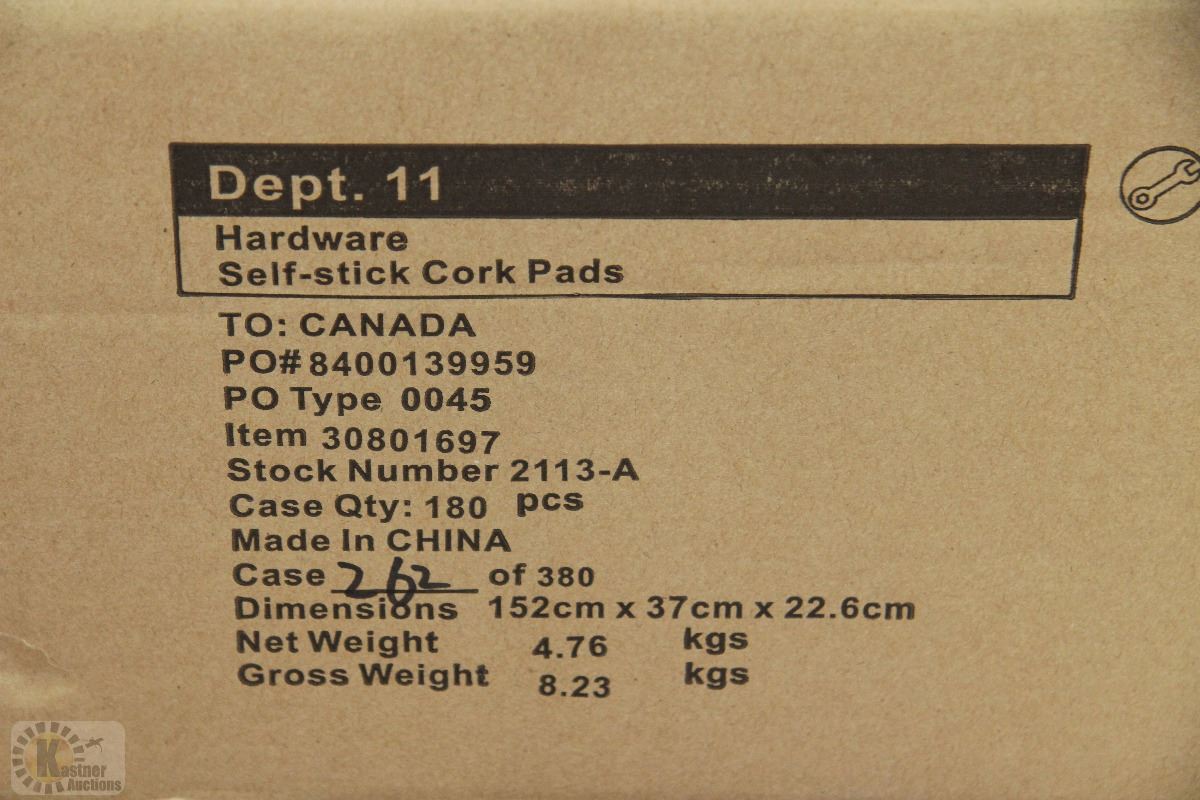 Dept. 11
Hardware
Self-stick Cork Pads
TO: CANADA
PO#8400139959
PO Type 0045
Item 30801697
Stock Number 2113-A
Case Qty: 180 pcs
Made In CHINA
Case 262 of 380
Dimensions 152cm x 37cm x 22.6cm
Net Weight 4.76 kgs
Gross Weight 8.23 kgs
Kastner
Auctions